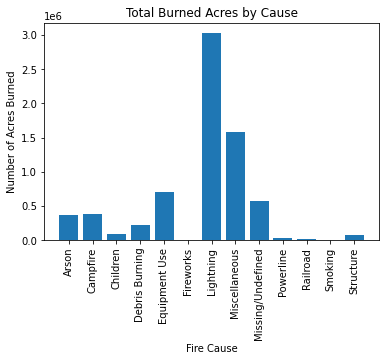 Total Burned Acres by Cause
1e6
3.0
2.5
2.0
1.5
1.0
0.5
0.0
Number of Acres Burned
Arson
Campfire
Children
Debris Burning
Equipment Use
Fireworks
Lightning
Miscellaneous
Missing/Undefined
Powerline
Railroad
Smoking
Structure
Fire Cause